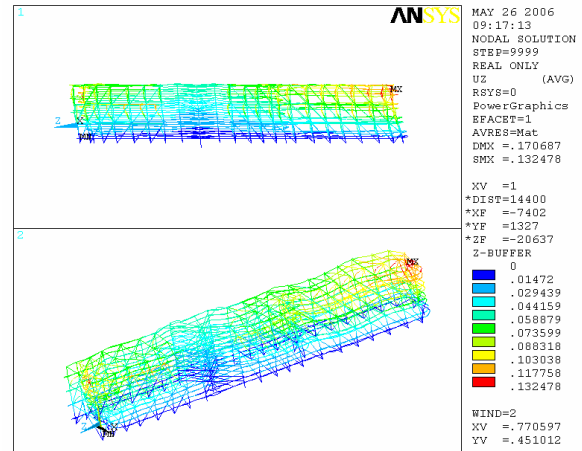 1
ANSYS
MAY 26 2006
09:17:13
NODAL SOLUTION
STEP=9999
REAL ONLY
UZ (AVG)
RSYS=0
PowerGraphics
EFACET=1
AVRES=Mat
DMX =.170687
SMX =.132478
XV =1
*DIST=14400
*XF =-7402
*YF =1327
*ZF =-20637
Z-BUFFER
0
.01472
.029439
.044159
.058879
.073599
.088318
.103038
.117758
.132478
WIND=2
XV =.770597
YV =.451012
MX
Z X
MN
2
MX
Z
MN